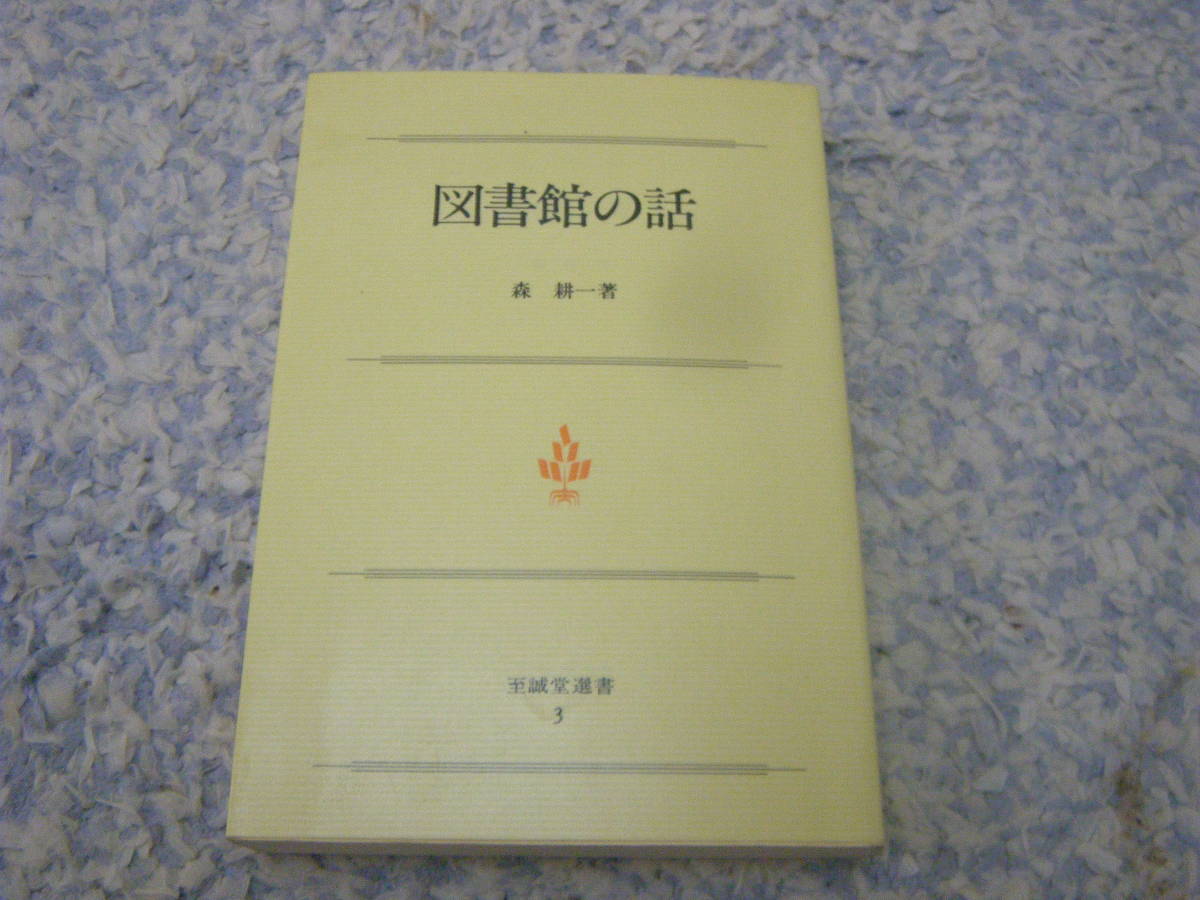 図書館の話
森 耕一著
至誠堂選書
3